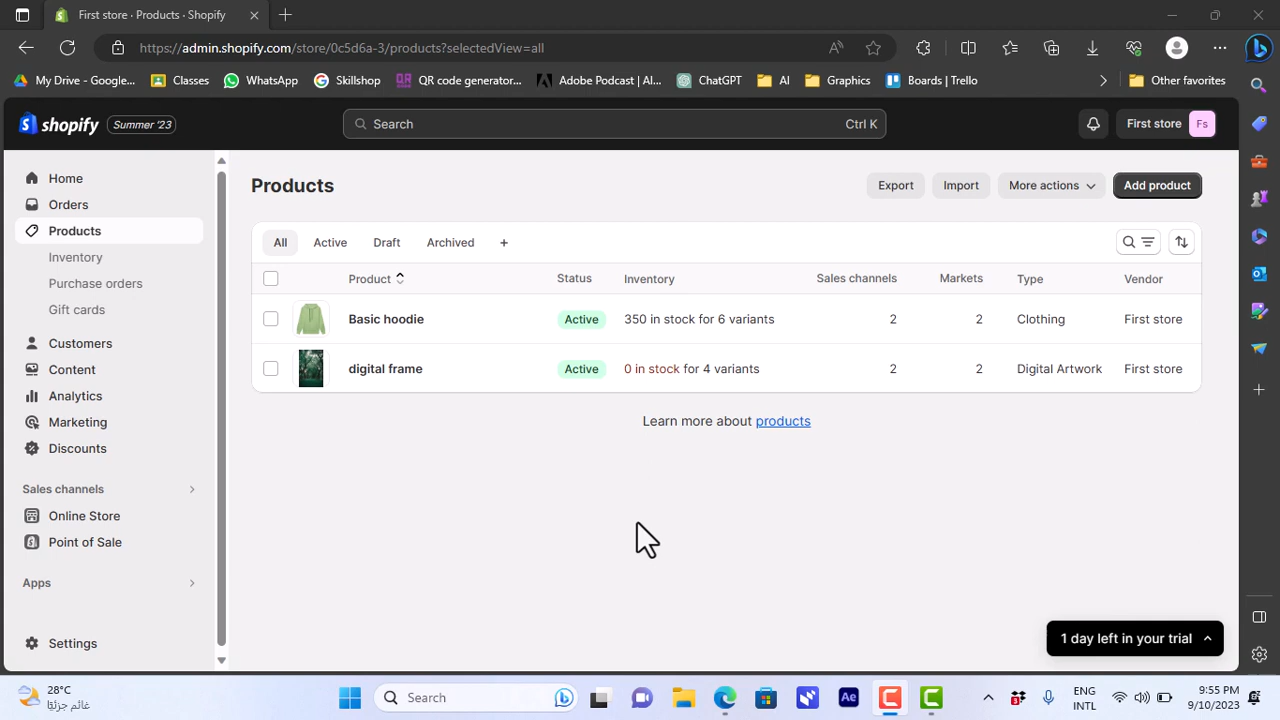 First store · Products · Shopify
https://admin.shopify.com/store/0c5d6a-3/products?selectedView=all
My Drive - Google... Classes WhatsApp Skillshop QR code generator... Adobe Podcast | AI... ChatGPT AI Graphics Boards | Trello Other favorites
shopify Summer '23 Search Ctrl K First store Fs
Home
Orders
Products
Inventory
Purchase orders
Gift cards
Customers
Content
Analytics
Marketing
Discounts
Sales channels
Online Store
Point of Sale
Apps
Settings
Products Export Import More actions Add product
All Active Draft Archived +
Product Status Inventory Sales channels Markets Type Vendor
Basic hoodie Active 350 in stock for 6 variants 2 2 Clothing First store
digital frame Active 0 in stock for 4 variants 2 2 Digital Artwork First store
Learn more about products
1 day left in your trial
28°C
غائم جزئيًا
Search
Ae
ENG
INTL
9:55 PM
9/10/2023